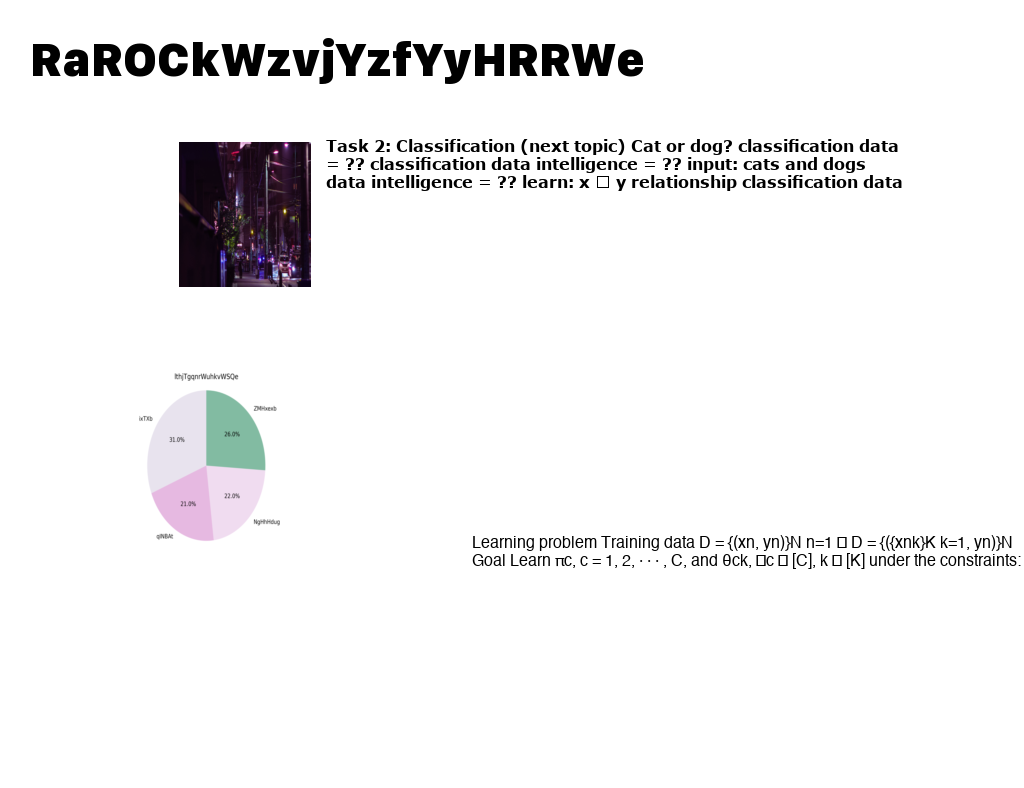 RaROCkWzvjYzfYyHRRWe
Task 2: Classification (next topic) Cat or dog? classification data
= ?? classification data intelligence = ?? input: cats and dogs
data intelligence = ?? learn: x □ y relationship classification data
lthjTgqnrWuhkvWSQe
ZMHxexb
ixTXb
26.0%
31.0%
22.0%
21.0%
NgHhHdug
glNBAt
Learning problem Training data D = {(xn, yn)}N n=1 □ D = {({xnk}K k=1, yn)}N
Goal Learn πc, c = 1, 2, · · · , C, and θck, □c □ [C], k □ [K] under the constraints: